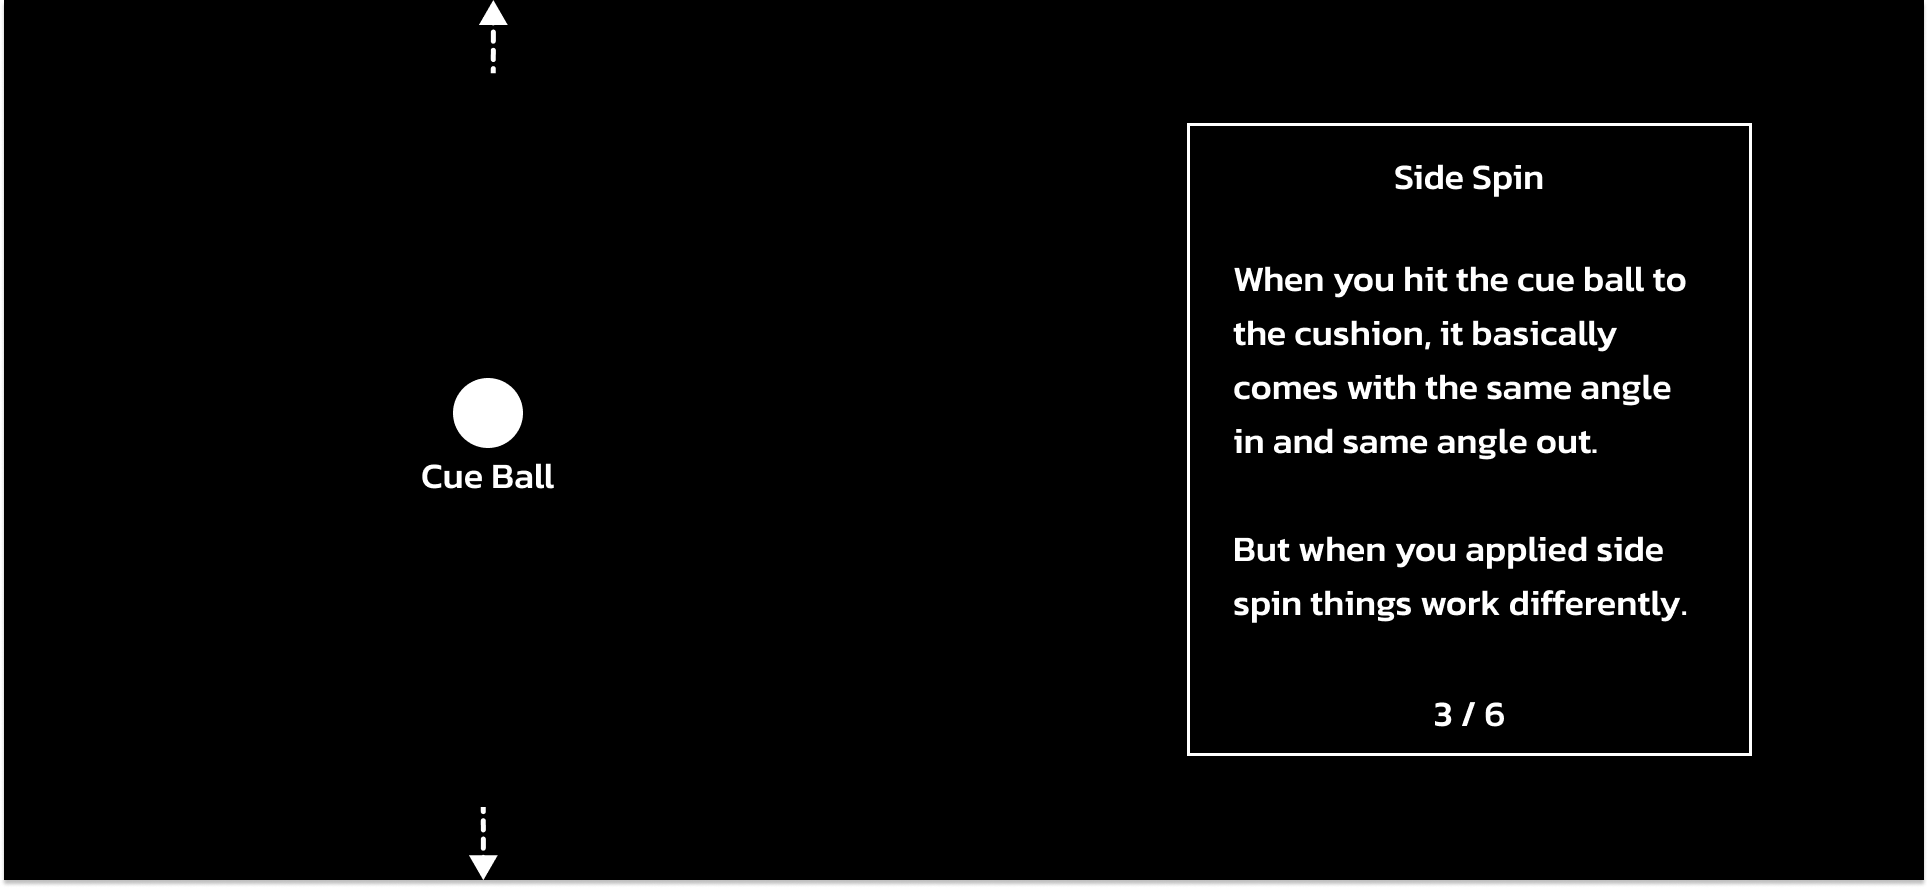 Cue Ball
Side Spin
When you hit the cue ball to
the cushion, it basically
comes with the same angle
in and same angle out.
But when you applied side
spin things work differently.
3 / 6